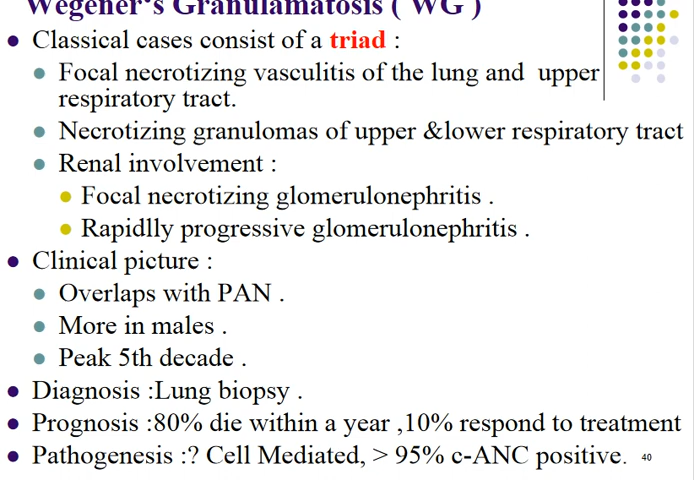 Wegener's Granulamatosis ( WG )
Classical cases consist of a triad :
Focal necrotizing vasculitis of the lung and upper
respiratory tract.
Necrotizing granulomas of upper &lower respiratory tract
Renal involvement :
Focal necrotizing glomerulonephritis .
Rapidlly progressive glomerulonephritis .
Clinical picture :
Overlaps with PAN .
More in males .
Peak 5th decade .
Diagnosis :Lung biopsy .
Prognosis :80% die within a year ,10% respond to treatment
Pathogenesis :? Cell Mediated, > 95% c-ANC positive. 40